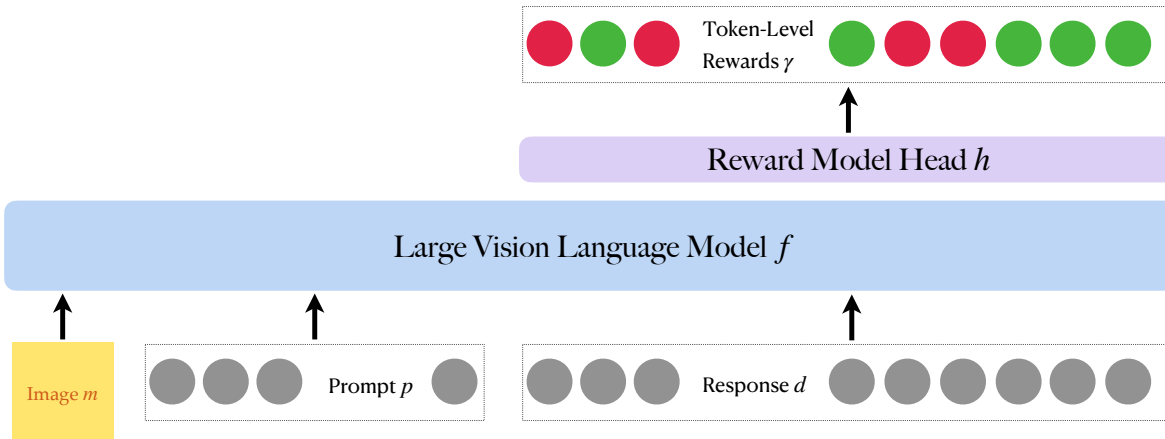 Token-Level
Rewards γ
Reward Model Head h
Large Vision Language Model f
Image m
Prompt p
Response d